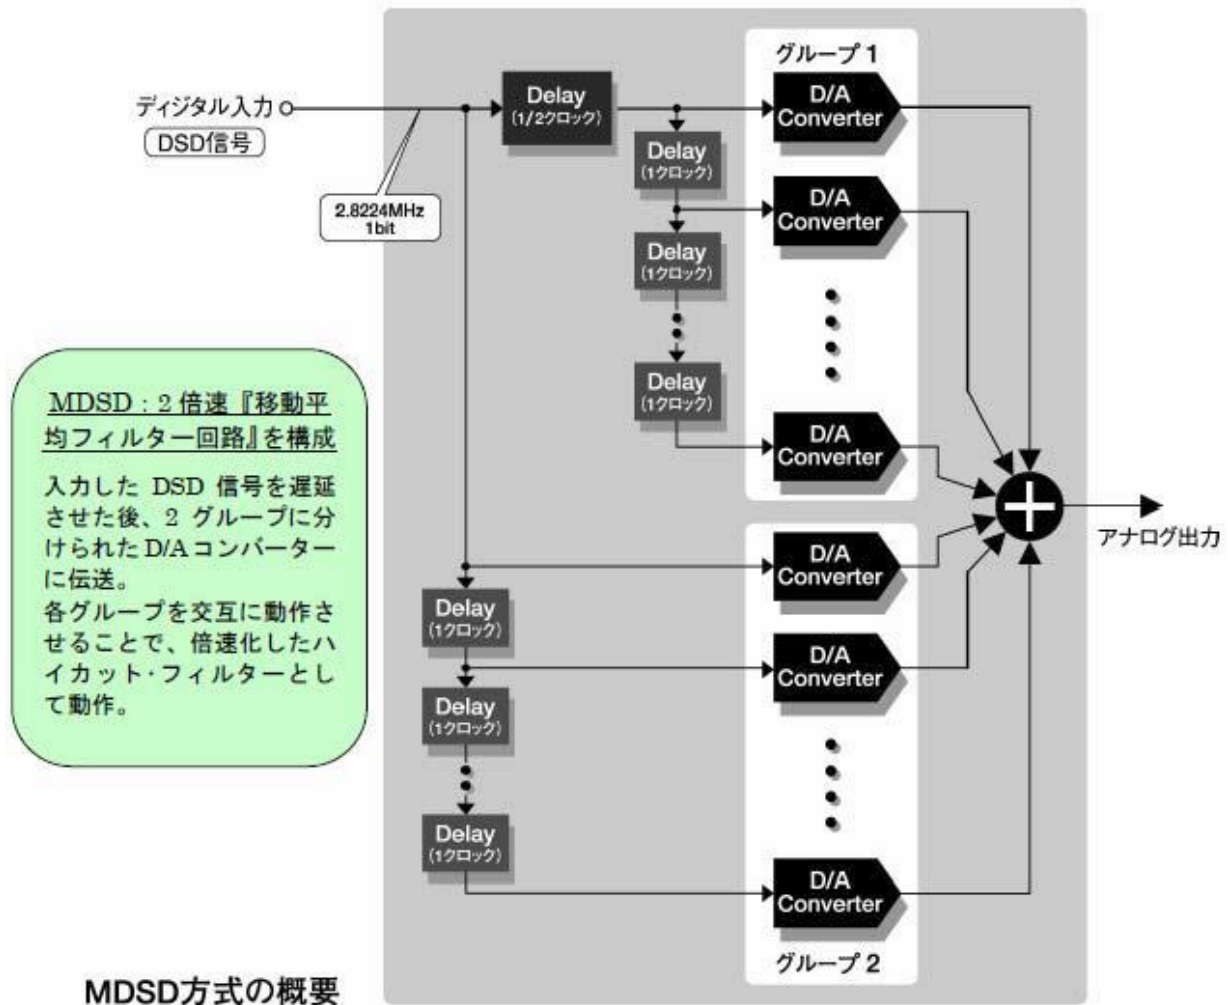 グループ 1
ディジタル入力
DSD信号
2.8224MHz
1bit
Delay
(1/2クロック)
D/A
Converter
Delay
(1クロック)
D/A
Converter
Delay
(1クロック)
Delay
(1クロック)
D/A
Converter
MDSD : 2 倍速『移動平
均フィルター回路』を構成
入力した DSD 信号を遅延
させた後、2 グループに分
けられた D/A コンバーター
に伝送。
各グループを交互に動作さ
せることで、倍速化したハ
イカット・フィルターとし
て動作。
アナログ出力
D/A
Converter
Delay
(1クロック)
D/A
Converter
Delay
(1クロック)
Delay
(1クロック)
D/A
Converter
グループ 2
MDSD方式の概要